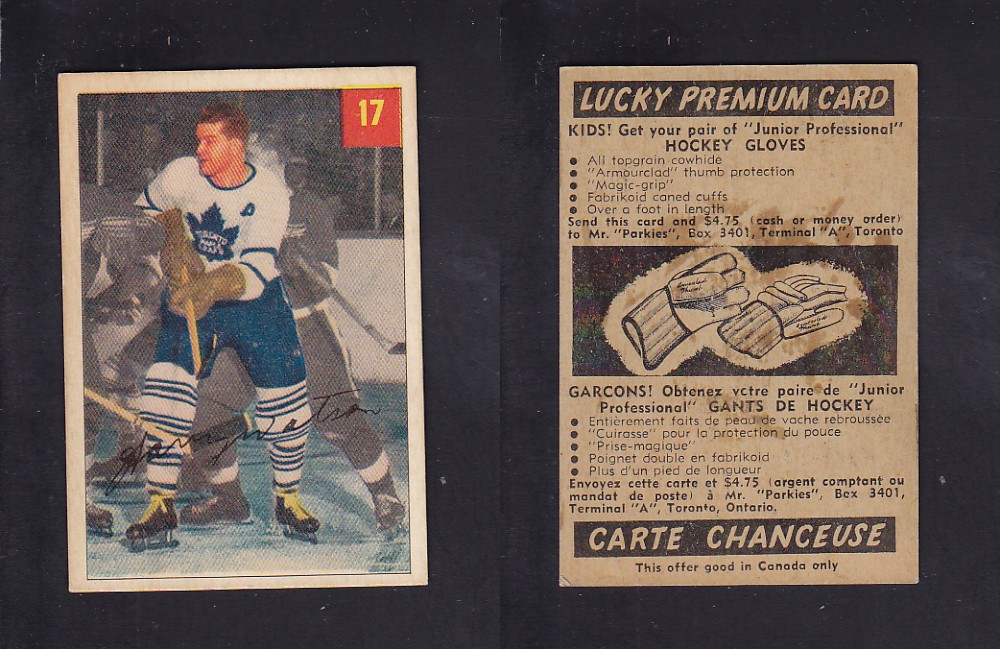 17
TORONTO
MAPLE
LEAFS
Harry Watson
LUCKY PREMIUM CARD
KIDS! Get your pair of "Junior Professional"
HOCKEY GLOVES
● All topgrain cowhide
● "Armourclad" thumb protection
● "Magic-grip"
● Fabrikoid caned cuffs
● Over a foot in length
Send this card and $4.75 (cash or money order)
to Mr. "Parkies", Box 3401, Terminal "A", Toronto
GARCONS! Obtenez votre paire de "Junior
Professional" GANTS DE HOCKEY
● Entièrement faits de peau de vache rebroussée
● "Cuirasse" pour la protection du pouce
● "Prise-magique"
● Poignet double en fabrikoid
● Plus d'un pied de longueur
Envoyez cette carte et $4.75 (argent comptant ou
mandat de poste) à Mr. "Parkies", Box 3401,
Terminal "A", Toronto, Ontario.
CARTE CHANCEUSE
This offer good in Canada only